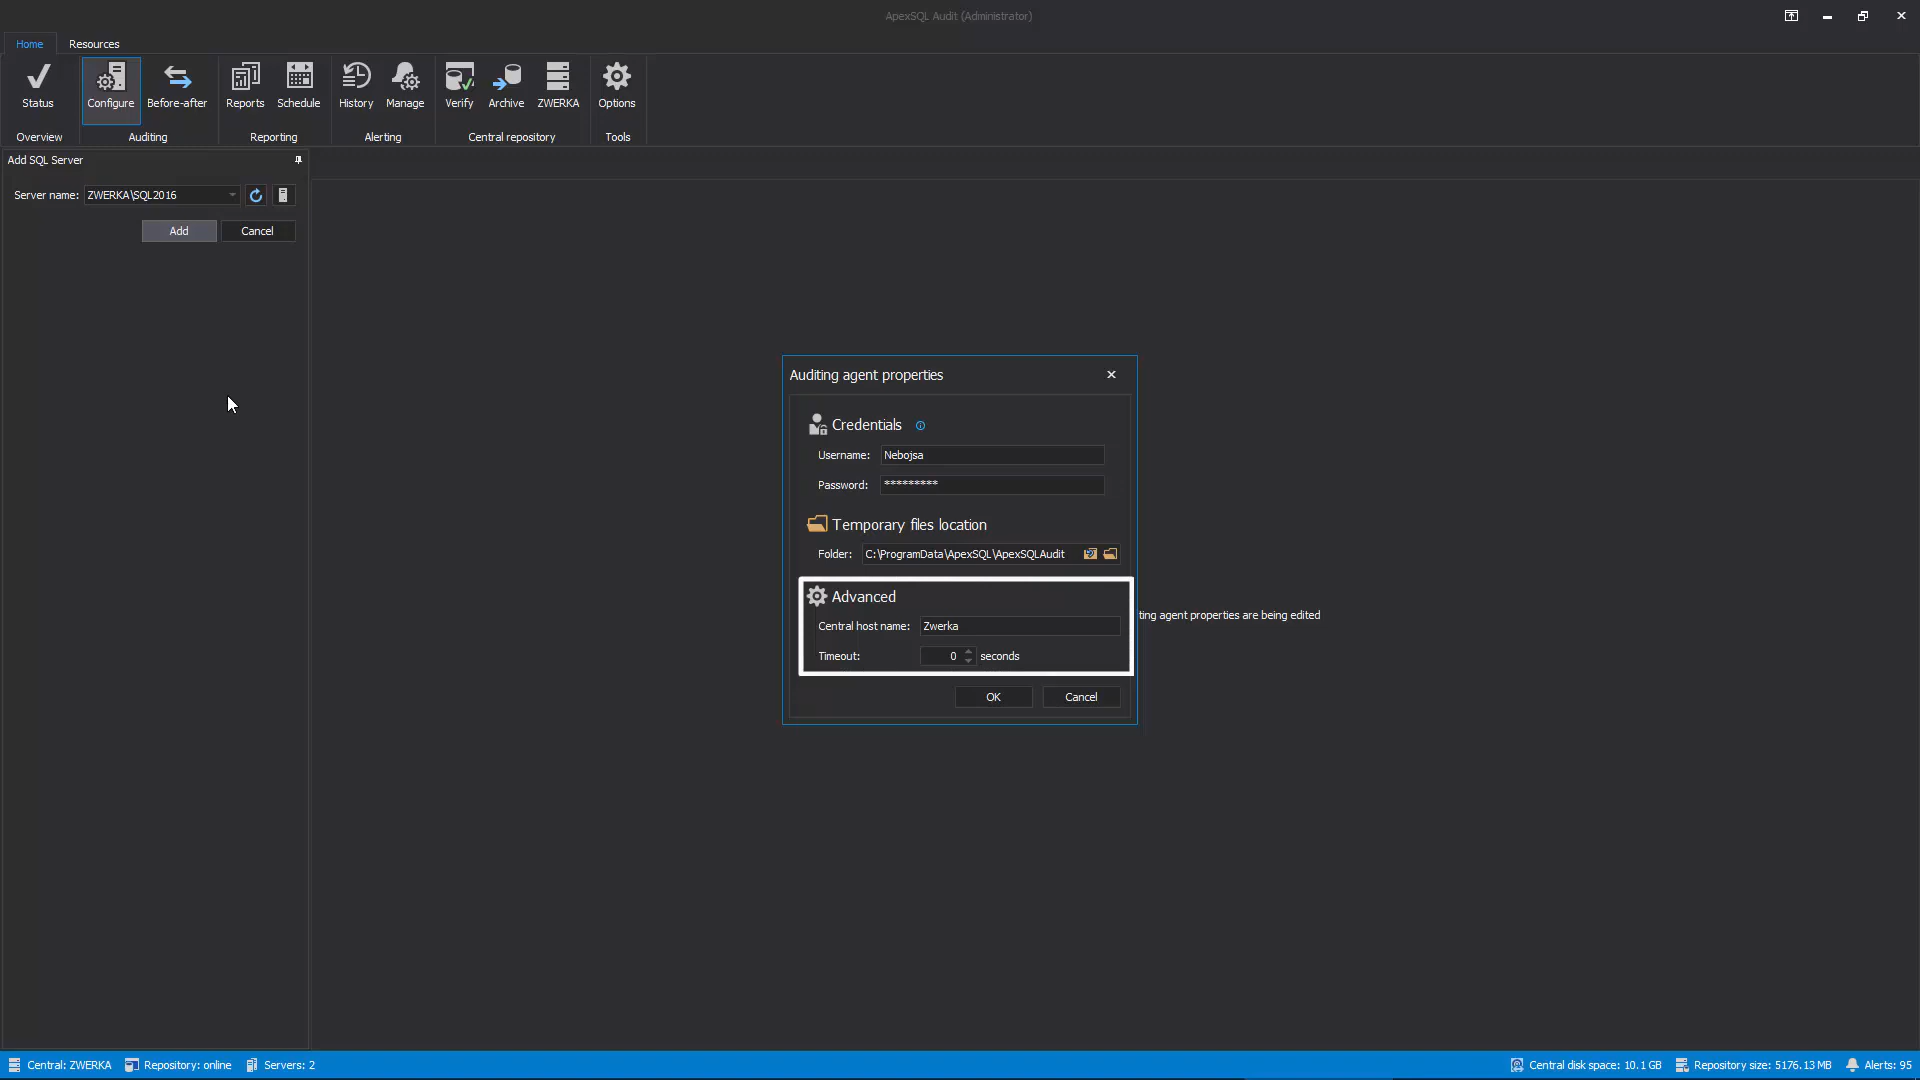 ApexSQL Audit (Administrator)
Home Resources
Status Configure Before-after Reports Schedule History Manage Verify Archive ZWERKA Options
Overview Auditing Reporting Alerting Central repository Tools
Add SQL Server
Server name: ZWERKA\SQL2016
Add Cancel
Auditing agent properties
Credentials
Username: Nebojsa
Password: *********
Temporary files location
Folder: C:\ProgramData\ApexSQL\ApexSQLAudit
Advanced
ting agent properties are being edited
Central host name: Zwerka
Timeout: 0 seconds
OK Cancel
Central: ZWERKA Repository: online Servers: 2 Central disk space: 10.1 GB Repository size: 5176.13 MB Alerts: 95